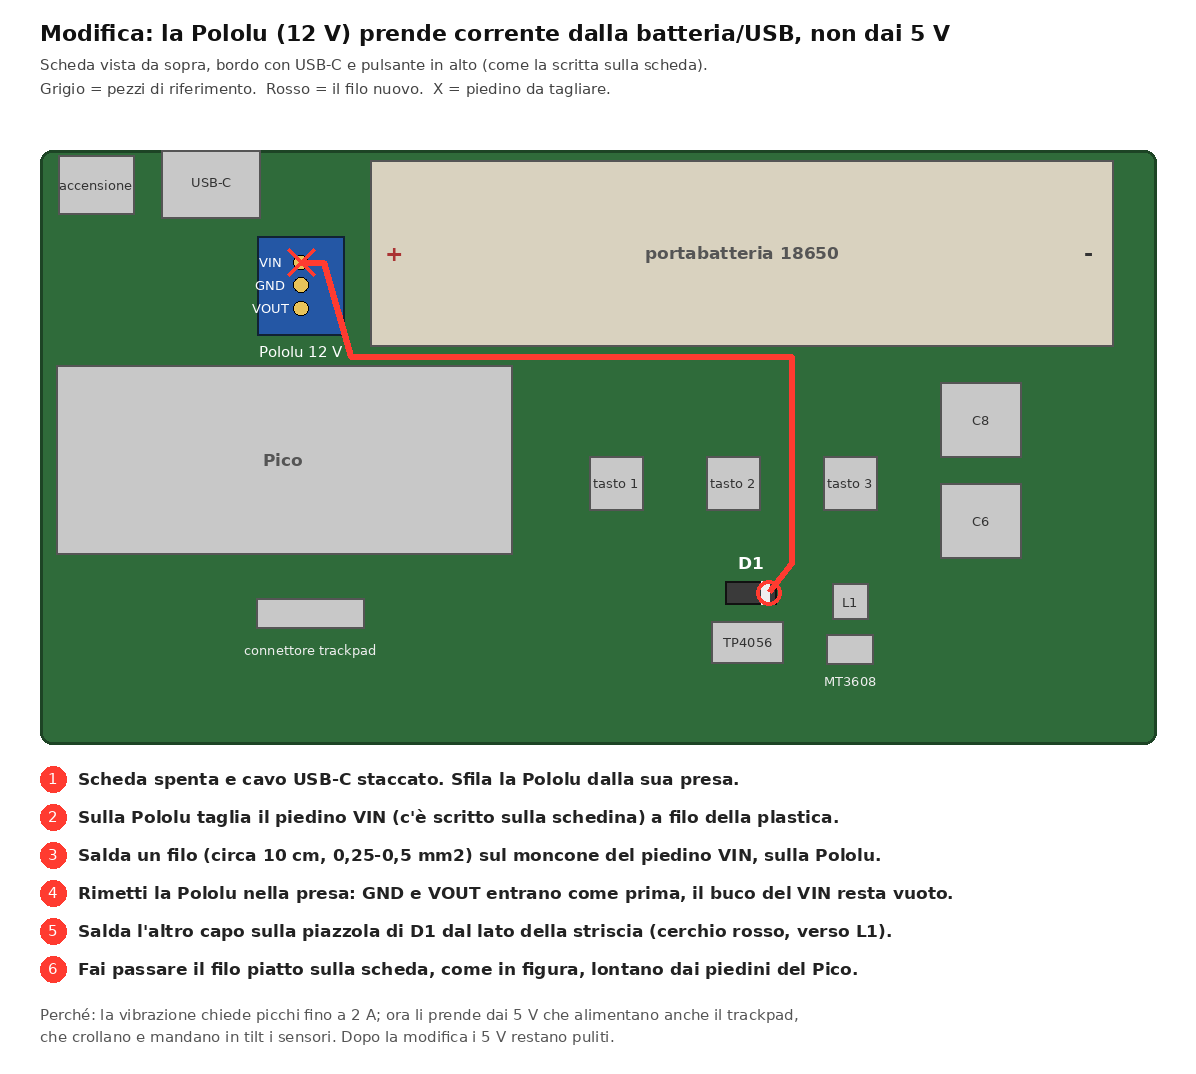 Modifica: la Pololu (12 V) prende corrente dalla batteria/USB, non dai 5 V
Scheda vista da sopra, bordo con USB-C e pulsante in alto (come la scritta sulla scheda).
Grigio = pezzi di riferimento.  Rosso = il filo nuovo.  X = piedino da tagliare.
accensione
USB-C
+
portabatteria 18650
-
VIN
GND
VOUT
Pololu 12 V
Pico
C8
tasto 1
tasto 2
tasto 3
C6
D1
L1
connettore trackpad
TP4056
MT3608
1 Scheda spenta e cavo USB-C staccato. Sfila la Pololu dalla sua presa.
2 Sulla Pololu taglia il piedino VIN (c'è scritto sulla schedina) a filo della plastica.
3 Salda un filo (circa 10 cm, 0,25-0,5 mm2) sul moncone del piedino VIN, sulla Pololu.
4 Rimetti la Pololu nella presa: GND e VOUT entrano come prima, il buco del VIN resta vuoto.
5 Salda l'altro capo sulla piazzola di D1 dal lato della striscia (cerchio rosso, verso L1).
6 Fai passare il filo piatto sulla scheda, come in figura, lontano dai piedini del Pico.
Perché: la vibrazione chiede picchi fino a 2 A; ora li prende dai 5 V che alimentano anche il trackpad,
che crollano e mandano in tilt i sensori. Dopo la modifica i 5 V restano puliti.